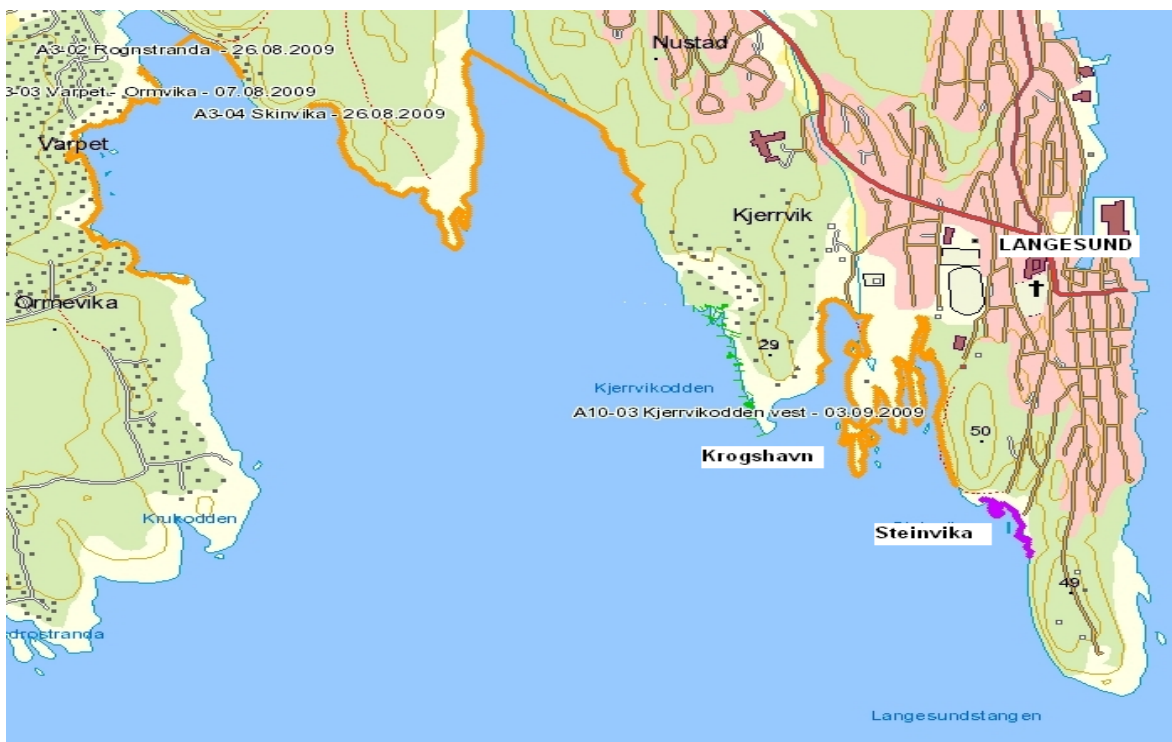 A3-02 Rognstranda - 26.08.2009
Nustad
3-03 Varpet - Ormvika - 07.08.2009
A3-04 Skinvika - 26.08.2009
Varpet
Kjerrvik
LANGESUND
Ormevika
29
Kjerrvikodden
A10-03 Kjerrvikodden vest - 03.09.2009
50
Krogshavn
Krukodden
Steinvika
49
drostranda
Langesundstangen